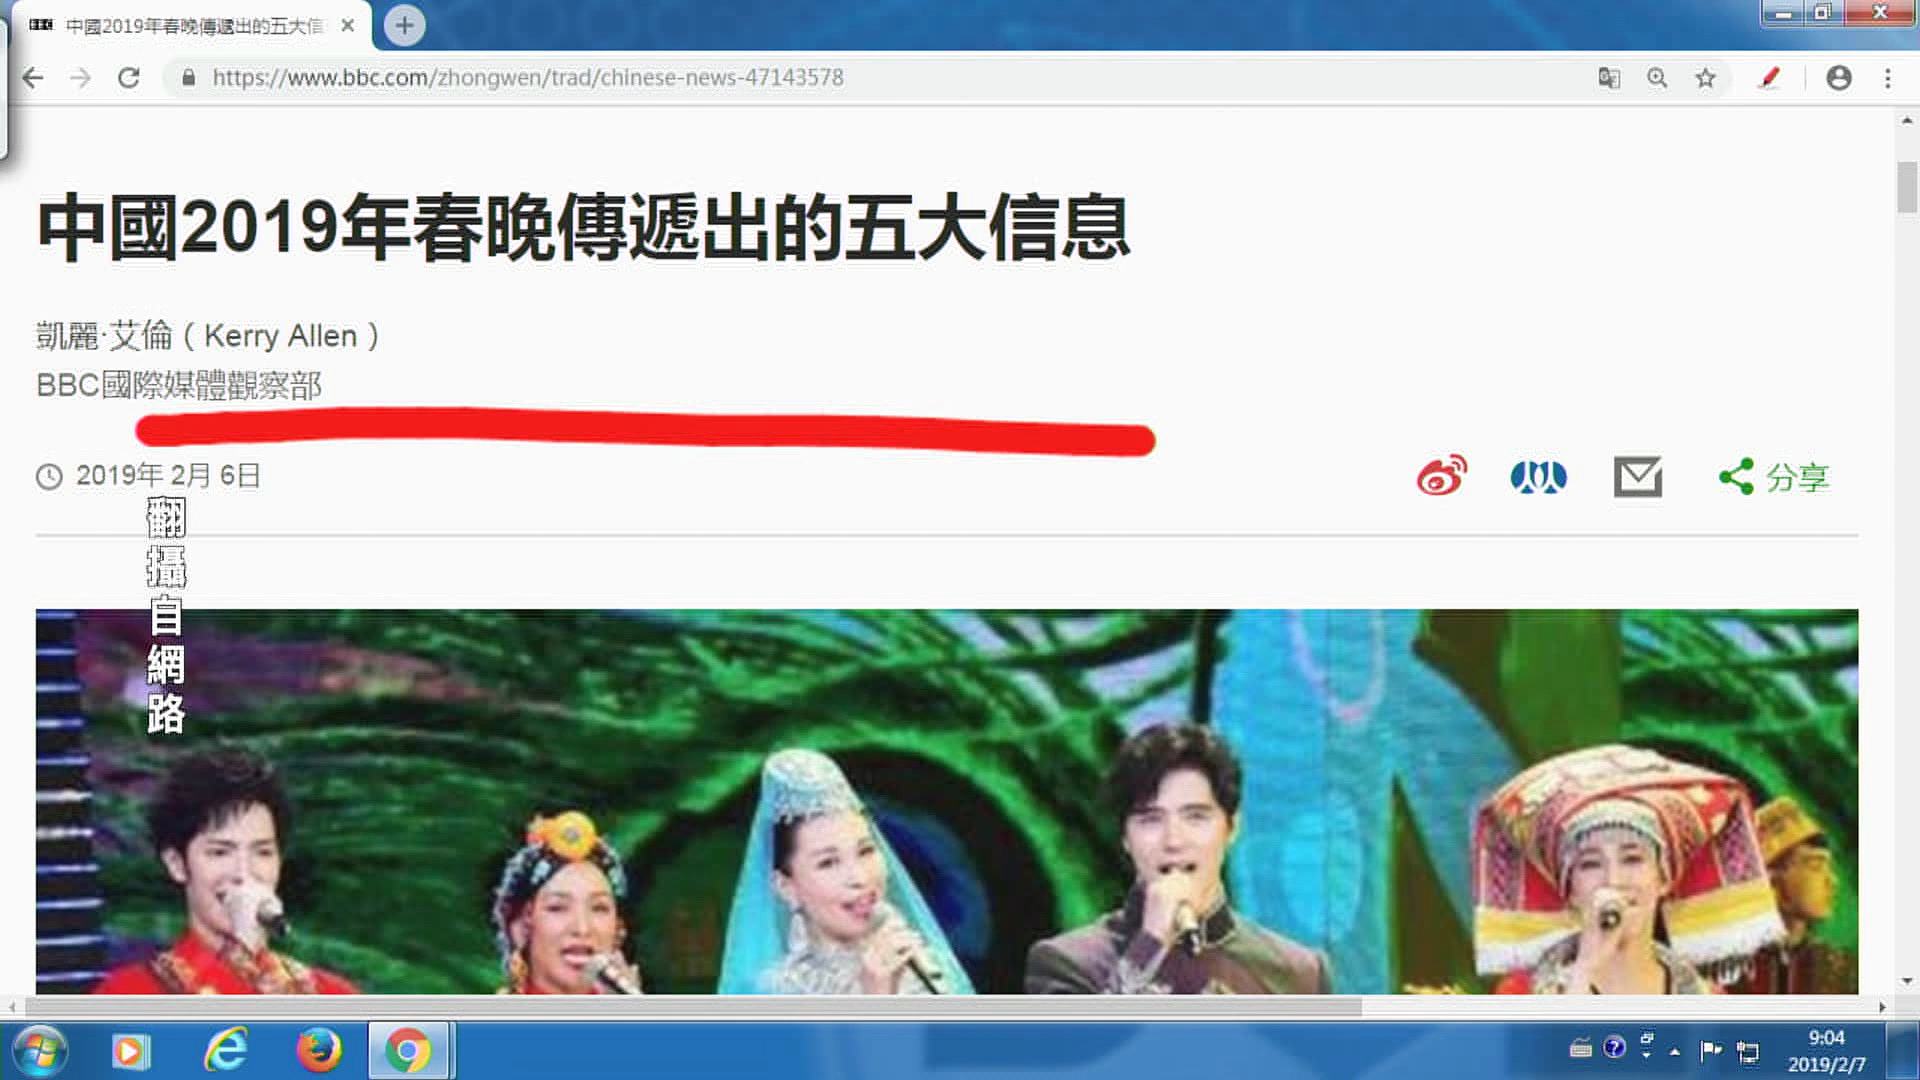 BBC 中國2019年春晚傳遞出的五大信
https://www.bbc.com/zhongwen/trad/chinese-news-47143578
中國2019年春晚傳遞出的五大信息
凱麗·艾倫（Kerry Allen）
BBC國際媒體觀察部
2019年 2月 6日
分享
翻攝自網路
9:04
2019/2/7